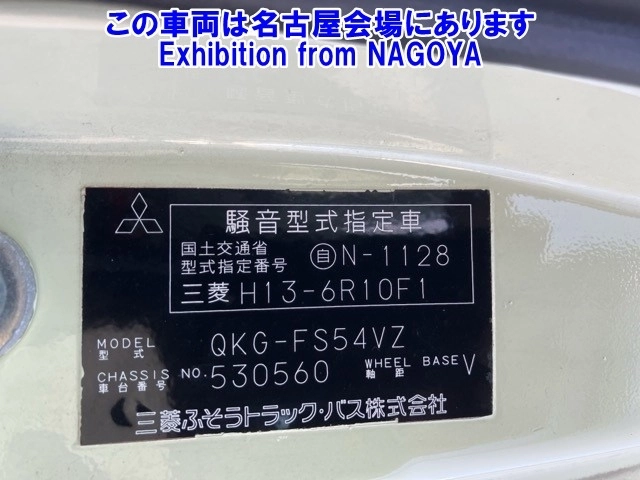 この車両は名古屋会場にあります
Exhibition from NAGOYA
騒音型式指定車
国土交通省
型式指定番号 自N-1128
三菱 H13-6R10F1
MODEL
型式 QKG-FS54VZ
CHASSIS NO.
車台番号 530560 WHEEL BASE
軸距 V
三菱ふそうトラック・バス株式会社